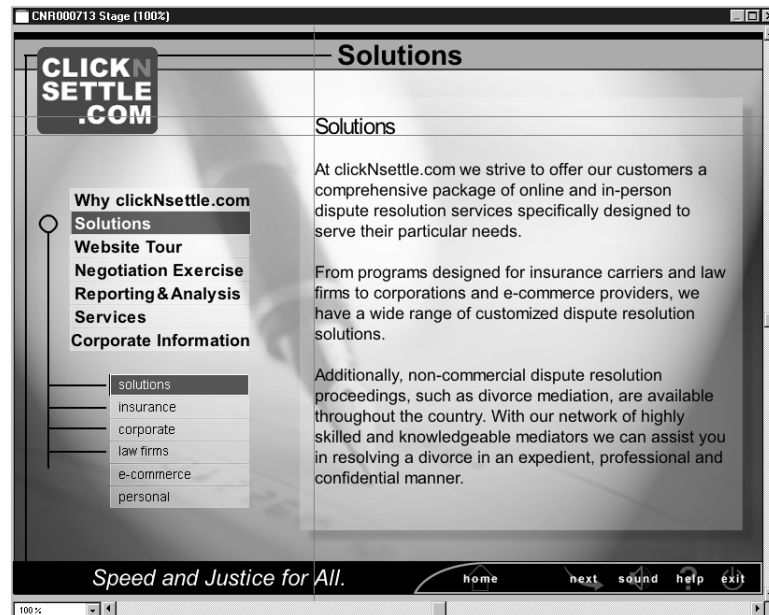 CNR000713 Stage (100%)
Solutions
CLICKN
SETTLE
.COM
Solutions
At clickNsettle.com we strive to offer our customers a
comprehensive package of online and in-person
dispute resolution services specifically designed to
serve their particular needs.
From programs designed for insurance carriers and law
firms to corporations and e-commerce providers, we
have a wide range of customized dispute resolution
solutions.
Additionally, non-commercial dispute resolution
proceedings, such as divorce mediation, are available
throughout the country. With our network of highly
skilled and knowledgeable mediators we can assist you
in resolving a divorce in an expedient, professional and
confidential manner.
Why clickNsettle.com
Solutions
Website Tour
Negotiation Exercise
Reporting & Analysis
Services
Corporate Information
solutions
insurance
corporate
law firms
e-commerce
personal
Speed and Justice for All.
home next sound help exit
100%